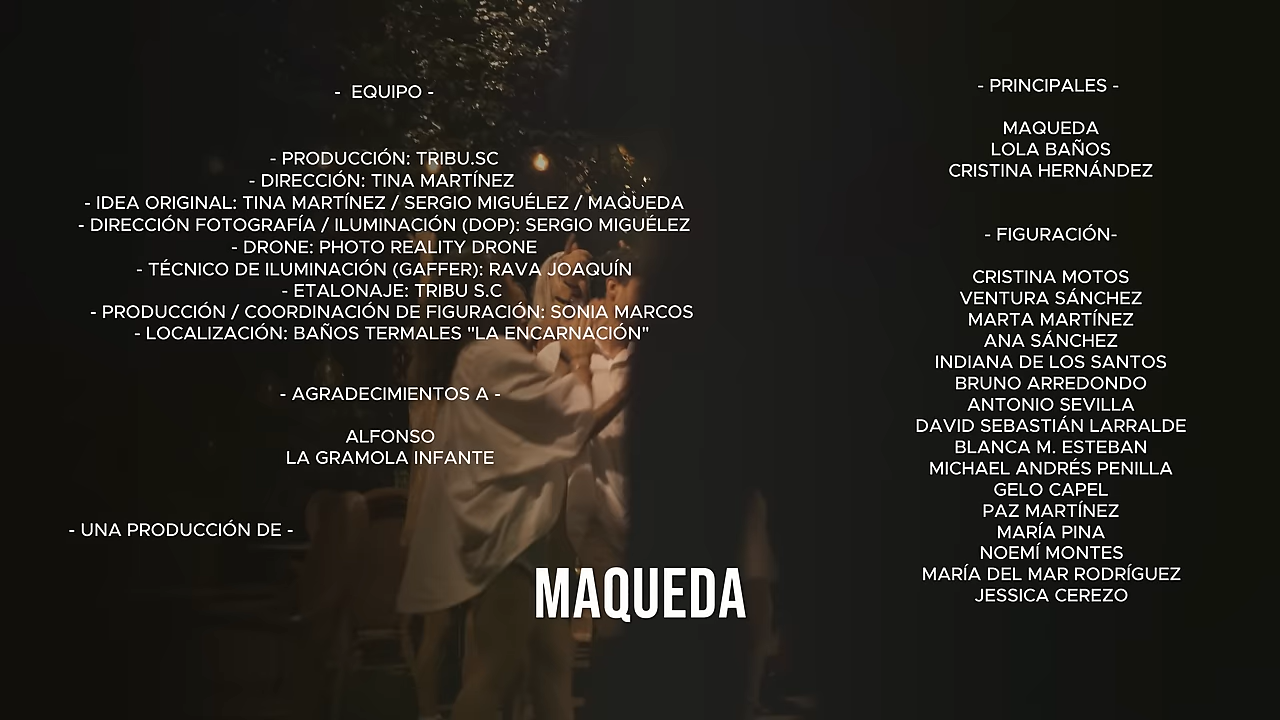 - EQUIPO -
- PRODUCCIÓN: TRIBU.SC
- DIRECCIÓN: TINA MARTÍNEZ
- IDEA ORIGINAL: TINA MARTÍNEZ / SERGIO MIGUÉLEZ / MAQUEDA
- DIRECCIÓN FOTOGRAFÍA / ILUMINACIÓN (DOP): SERGIO MIGUÉLEZ
- DRONE: PHOTO REALITY DRONE
- TÉCNICO DE ILUMINACIÓN (GAFFER): RAVA JOAQUÍN
- ETALONAJE: TRIBU S.C
- PRODUCCIÓN / COORDINACIÓN DE FIGURACIÓN: SONIA MARCOS
- LOCALIZACIÓN: BAÑOS TERMALES "LA ENCARNACIÓN"
- AGRADECIMIENTOS A -
ALFONSO
LA GRAMOLA INFANTE
- UNA PRODUCCIÓN DE -
MAQUEDA
- PRINCIPALES -
MAQUEDA
LOLA BAÑOS
CRISTINA HERNÁNDEZ
- FIGURACIÓN-
CRISTINA MOTOS
VENTURA SÁNCHEZ
MARTA MARTÍNEZ
ANA SÁNCHEZ
INDIANA DE LOS SANTOS
BRUNO ARREDONDO
ANTONIO SEVILLA
DAVID SEBASTIÁN LARRALDE
BLANCA M. ESTEBAN
MICHAEL ANDRÉS PENILLA
GELO CAPEL
PAZ MARTÍNEZ
MARÍA PINA
NOEMÍ MONTES
MARÍA DEL MAR RODRÍGUEZ
JESSICA CEREZO